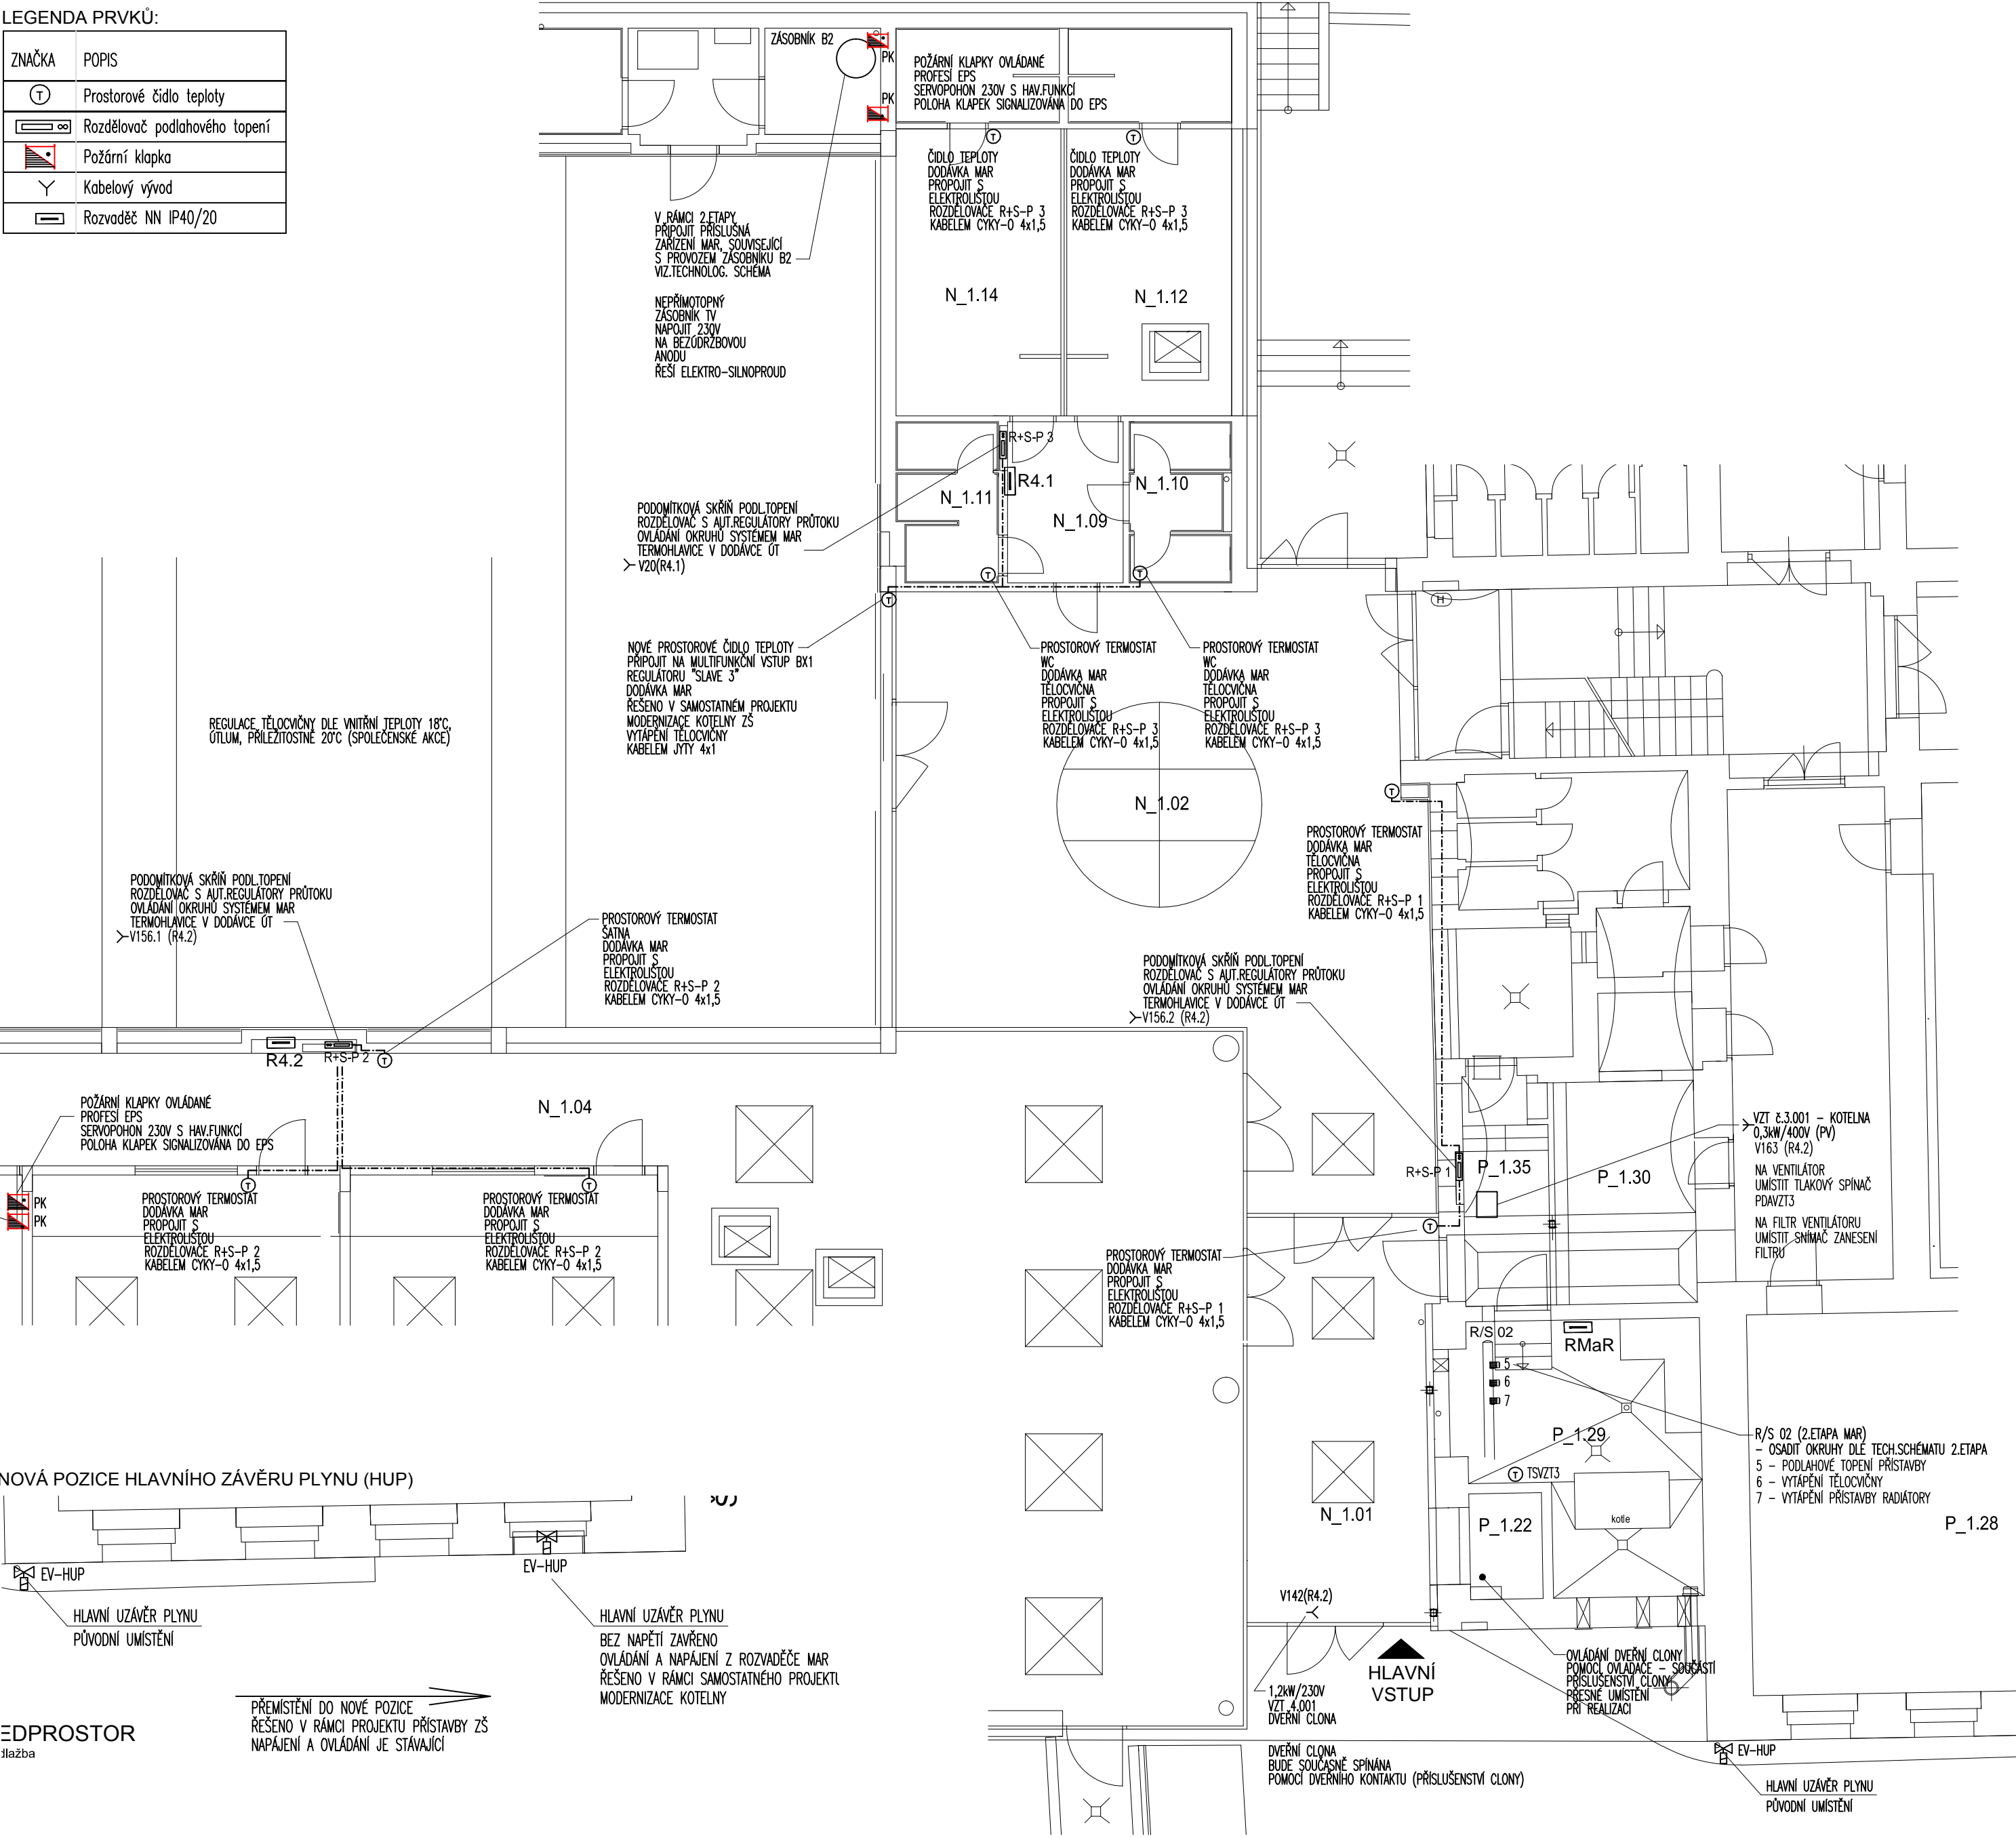 LEGENDA PRVKŮ:
ZNAČKA POPIS
T Prostorové čidlo teploty
Rozdělovač podlahového topení
Požární klapka
Kabelový vývod
Rozvaděč NN IP40/20
ZÁSOBNÍK B2
PK
PK
POŽÁRNÍ KLAPKY OVLÁDANÉ
PROFESÍ EPS
SERVOPOHON 230V S HAV.FUNKCÍ
POLOHA KLAPEK SIGNALIZOVÁNA DO EPS
T
T
ČIDLO TEPLOTY
DODÁVKA MAR
PROPOJIT S
ELEKTROLIŠTOU
ROZDĚLOVAČE R+S-P 3
KABELEM CYKY-O 4x1,5
ČIDLO TEPLOTY
DODÁVKA MAR
PROPOJIT S
ELEKTROLIŠTOU
ROZDĚLOVAČE R+S-P 3
KABELEM CYKY-O 4x1,5
V RÁMCI 2.ETAPY
PŘIPOJIT PŘÍSLUŠNÁ
ZAŘÍZENÍ MAR, SOUVISEJÍCÍ
S PROVOZEM ZÁSOBNÍKU B2
VIZ.TECHNOLOG. SCHÉMA
NEPŘÍMOTOPNÝ
ZÁSOBNÍK TV
NAPOJIT 230V
NA BEZÚDRŽBOVOU
ANODU
ŘEŠÍ ELEKTRO-SILNOPROUD
N_1.14
N_1.12
R+S-P 3
R4.1
N_1.11
N_1.10
N_1.09
PODOMÍTKOVÁ SKŘÍŇ PODL.TOPENÍ
ROZDĚLOVAČ S AUT.REGULÁTORY PRŮTOKU
OVLÁDÁNÍ OKRUHŮ SYSTÉMEM MAR
TERMOHLAVICE V DODÁVCE ÚT
V20(R4.1)
T
T
T
H
NOVÉ PROSTOROVÉ ČIDLO TEPLOTY
PŘIPOJIT NA MULTIFUNKČNÍ VSTUP BX1
REGULÁTORU "SLAVE 3"
DODÁVKA MAR
ŘEŠENO V SAMOSTATNÉM PROJEKTU
MODERNIZACE KOTELNY ZŠ
VYTÁPĚNÍ TĚLOCVIČNY
KABELEM JYTY 4x1
PROSTOROVÝ TERMOSTAT
WC
DODÁVKA MAR
TĚLOCVIČNA
PROPOJIT S
ELEKTROLIŠTOU
ROZDĚLOVAČE R+S-P 3
KABELEM CYKY-O 4x1,5
PROSTOROVÝ TERMOSTAT
WC
DODÁVKA MAR
TĚLOCVIČNA
PROPOJIT S
ELEKTROLIŠTOU
ROZDĚLOVAČE R+S-P 3
KABELEM CYKY-O 4x1,5
REGULACE TĚLOCVIČNY DLE VNITŘNÍ TEPLOTY 18°C,
ÚTLUM, PŘÍLEŽITOSTNĚ 20°C (SPOLEČENSKÉ AKCE)
N_1.02
T
PROSTOROVÝ TERMOSTAT
DODÁVKA MAR
TĚLOCVIČNA
PROPOJIT S
ELEKTROLIŠTOU
ROZDĚLOVAČE R+S-P 1
KABELEM CYKY-O 4x1,5
PODOMÍTKOVÁ SKŘÍŇ PODL.TOPENÍ
ROZDĚLOVAČ S AUT.REGULÁTORY PRŮTOKU
OVLÁDÁNÍ OKRUHŮ SYSTÉMEM MAR
TERMOHLAVICE V DODÁVCE ÚT
V156.1 (R4.2)
PROSTOROVÝ TERMOSTAT
ŠATNA
DODÁVKA MAR
PROPOJIT S
ELEKTROLIŠTOU
ROZDĚLOVAČE R+S-P 2
KABELEM CYKY-O 4x1,5
PODOMÍTKOVÁ SKŘÍŇ PODL.TOPENÍ
ROZDĚLOVAČ S AUT.REGULÁTORY PRŮTOKU
OVLÁDÁNÍ OKRUHŮ SYSTÉMEM MAR
TERMOHLAVICE V DODÁVCE ÚT
V156.2 (R4.2)
R4.2
R+S-P 2
T
POŽÁRNÍ KLAPKY OVLÁDANÉ
PROFESÍ EPS
SERVOPOHON 230V S HAV.FUNKCÍ
POLOHA KLAPEK SIGNALIZOVÁNA DO EPS
N_1.04
VZT č.3.001 – KOTELNA
0,3kW/400V (PV)
V163 (R4.2)
NA VENTILÁTOR
UMÍSTIT TLAKOVÝ SPÍNAČ
PDAVZT3
NA FILTR VENTILÁTORU
UMÍSTIT SNÍMAČ ZANESENÍ
FILTRU
R+S-P 1
P_1.35
P_1.30
PK
PK
T
T
T
PROSTOROVÝ TERMOSTAT
DODÁVKA MAR
PROPOJIT S
ELEKTROLIŠTOU
ROZDĚLOVAČE R+S-P 2
KABELEM CYKY-O 4x1,5
PROSTOROVÝ TERMOSTAT
DODÁVKA MAR
PROPOJIT S
ELEKTROLIŠTOU
ROZDĚLOVAČE R+S-P 2
KABELEM CYKY-O 4x1,5
PROSTOROVÝ TERMOSTAT
DODÁVKA MAR
PROPOJIT S
ELEKTROLIŠTOU
ROZDĚLOVAČE R+S-P 1
KABELEM CYKY-O 4x1,5
R/S 02
RMaR
5
6
7
P_1.29
T TSVZT3
R/S 02 (2.ETAPA MAR)
– OSADIT OKRUHY DLE TECH.SCHÉMATU 2.ETAPA
5 – PODLAHOVÉ TOPENÍ PŘÍSTAVBY
6 – VYTÁPĚNÍ TĚLOCVIČNY
7 – VYTÁPĚNÍ PŘÍSTAVBY RADIÁTORY
N_1.01
P_1.22
kotle
P_1.28
NOVÁ POZICE HLAVNÍHO ZÁVĚRU PLYNU (HUP)
EV-HUP
EV-HUP
HLAVNÍ UZÁVĚR PLYNU
PŮVODNÍ UMÍSTĚNÍ
HLAVNÍ UZÁVĚR PLYNU
BEZ NAPĚTÍ ZAVŘENO
OVLÁDÁNÍ A NAPÁJENÍ Z ROZVADĚČE MAR
ŘEŠENO V RÁMCI SAMOSTATNÉHO PROJEKTU
MODERNIZACE KOTELNY
PŘEMÍSTĚNÍ DO NOVÉ POZICE
ŘEŠENO V RÁMCI PROJEKTU PŘÍSTAVBY ZŠ
NAPÁJENÍ A OVLÁDÁNÍ JE STÁVAJÍCÍ
EDPROSTOR
dlažba
V142(R4.2)
HLAVNÍ
VSTUP
1,2kW/230V
VZT 4.001
DVEŘNÍ CLONA
DVEŘNÍ CLONA
BUDE SOUČASNĚ SPÍNÁNA
POMOCÍ DVEŘNÍHO KONTAKTU (PŘÍSLUŠENSTVÍ CLONY)
OVLÁDÁNÍ DVEŘNÍ CLONY
POMOCÍ OVLADAČE – SOUČÁSTÍ
PŘÍSLUŠENSTVÍ CLONY
PŘESNÉ UMÍSTĚNÍ
PŘI REALIZACI
EV-HUP
HLAVNÍ UZÁVĚR PLYNU
PŮVODNÍ UMÍSTĚNÍ